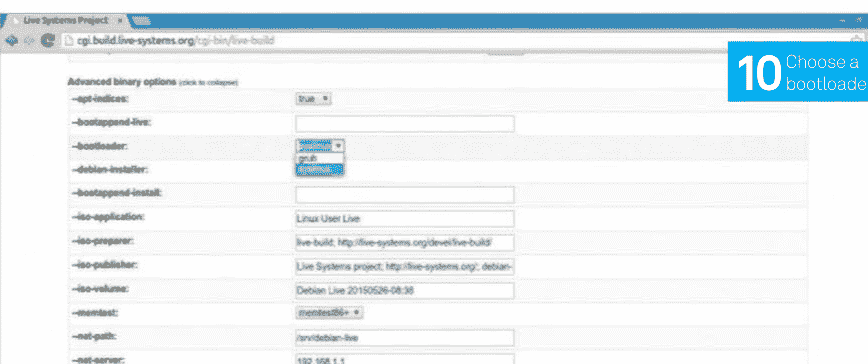 Live Systems Project ×
cgi.build.live-systems.org/cgi-bin/live-build
10 Choose a
bootloade
Advanced binary options (click to collapse)
--apt-indices: true
--bootappend-live:
--bootloader:
grub
--debian-installer:
--bootappend-install:
--iso-application: Linux User Live
--iso-preparer: live-build; http://live-systems.org/devel/live-build/
--iso-publisher: Live Systems project; http://live-systems.org/; debian-
--iso-volume: Debian Live 20150526-08:38
--memtest: memtest86+
--net-path: /srv/debian-live
--net-server: 192.168.1.1